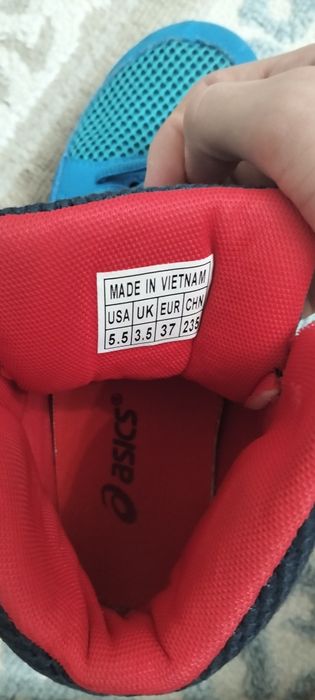 MADE IN VIETNAM
USA UK EUR CHN
5.5 3.5 37 235
asics®